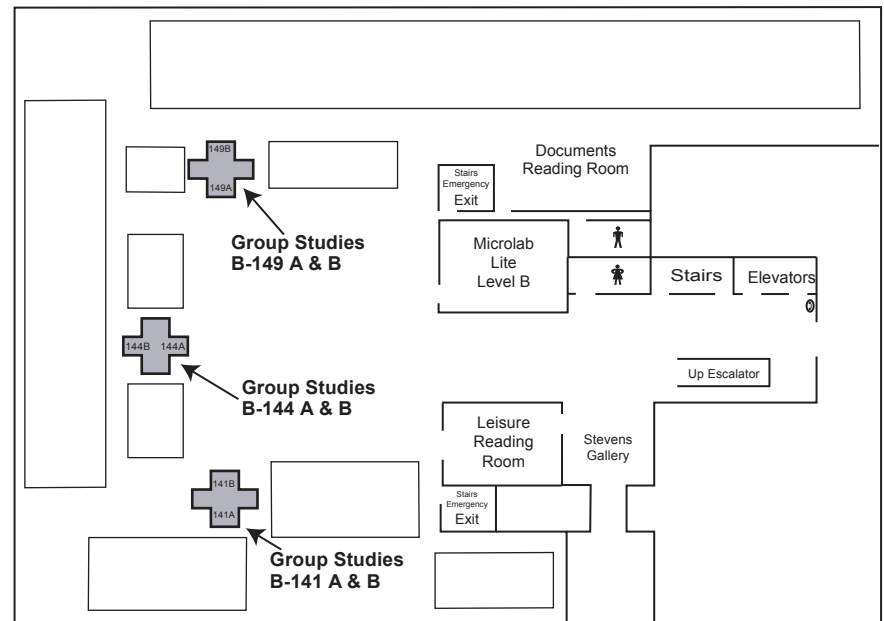 149B
149A
Group Studies
B-149 A & B
Documents
Reading Room
Stairs
Emergency
Exit
Microlab
Lite
Level B
Stairs
Elevators
144B 144A
Group Studies
B-144 A & B
Up Escalator
Leisure
Reading
Room
Stevens
Gallery
141B
141A
Stairs
Emergency
Exit
Group Studies
B-141 A & B